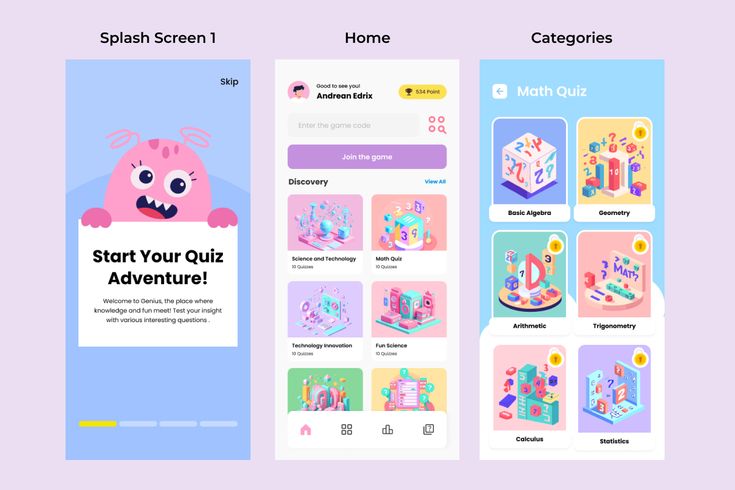 Splash Screen 1
Skip
Start Your Quiz
Adventure!
Welcome to Genius, the place where
knowledge and fun meet! Test your insight
with various interesting questions .
Home
Good to see you!
Andrean Edrix
534 Point
Enter the game code
Join the game
Discovery
View All
Science and Technology
10 Quizzes
Math Quiz
10 Quizzes
Technology Innovation
10 Quizzes
Fun Science
10 Quizzes
Categories
Math Quiz
Basic Algebra
Geometry
Arithmetic
MATH
Trigonometry
Calculus
Statistics